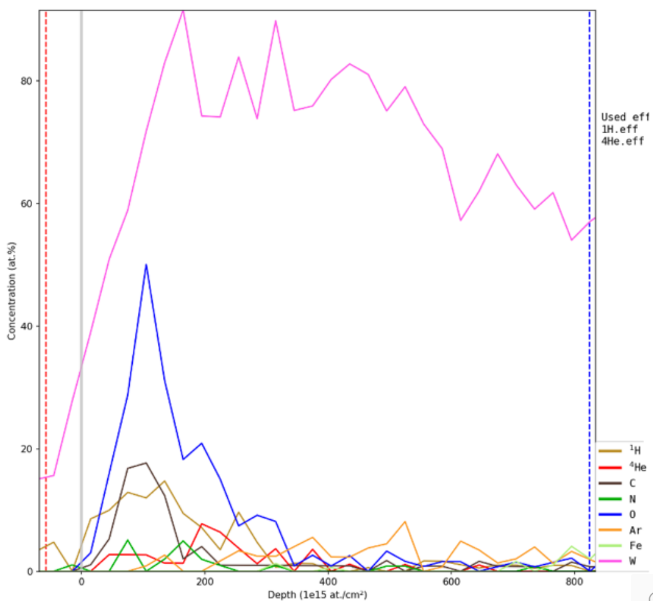 80
60
40
20
0
Concentration (at.%)
0
200
400
600
800
Depth (1e15 at./cm²)
Used eff
1H.eff
4He.eff
¹H
⁴He
C
N
O
Ar
Fe
W